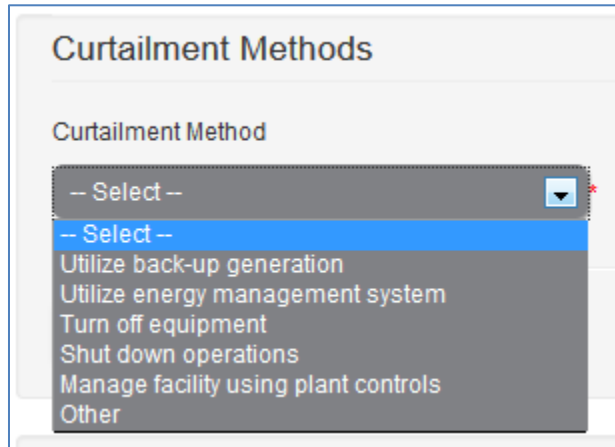 Curtailment Methods
Curtailment Method
-- Select -- *
-- Select --
Utilize back-up generation
Utilize energy management system
Turn off equipment
Shut down operations
Manage facility using plant controls
Other